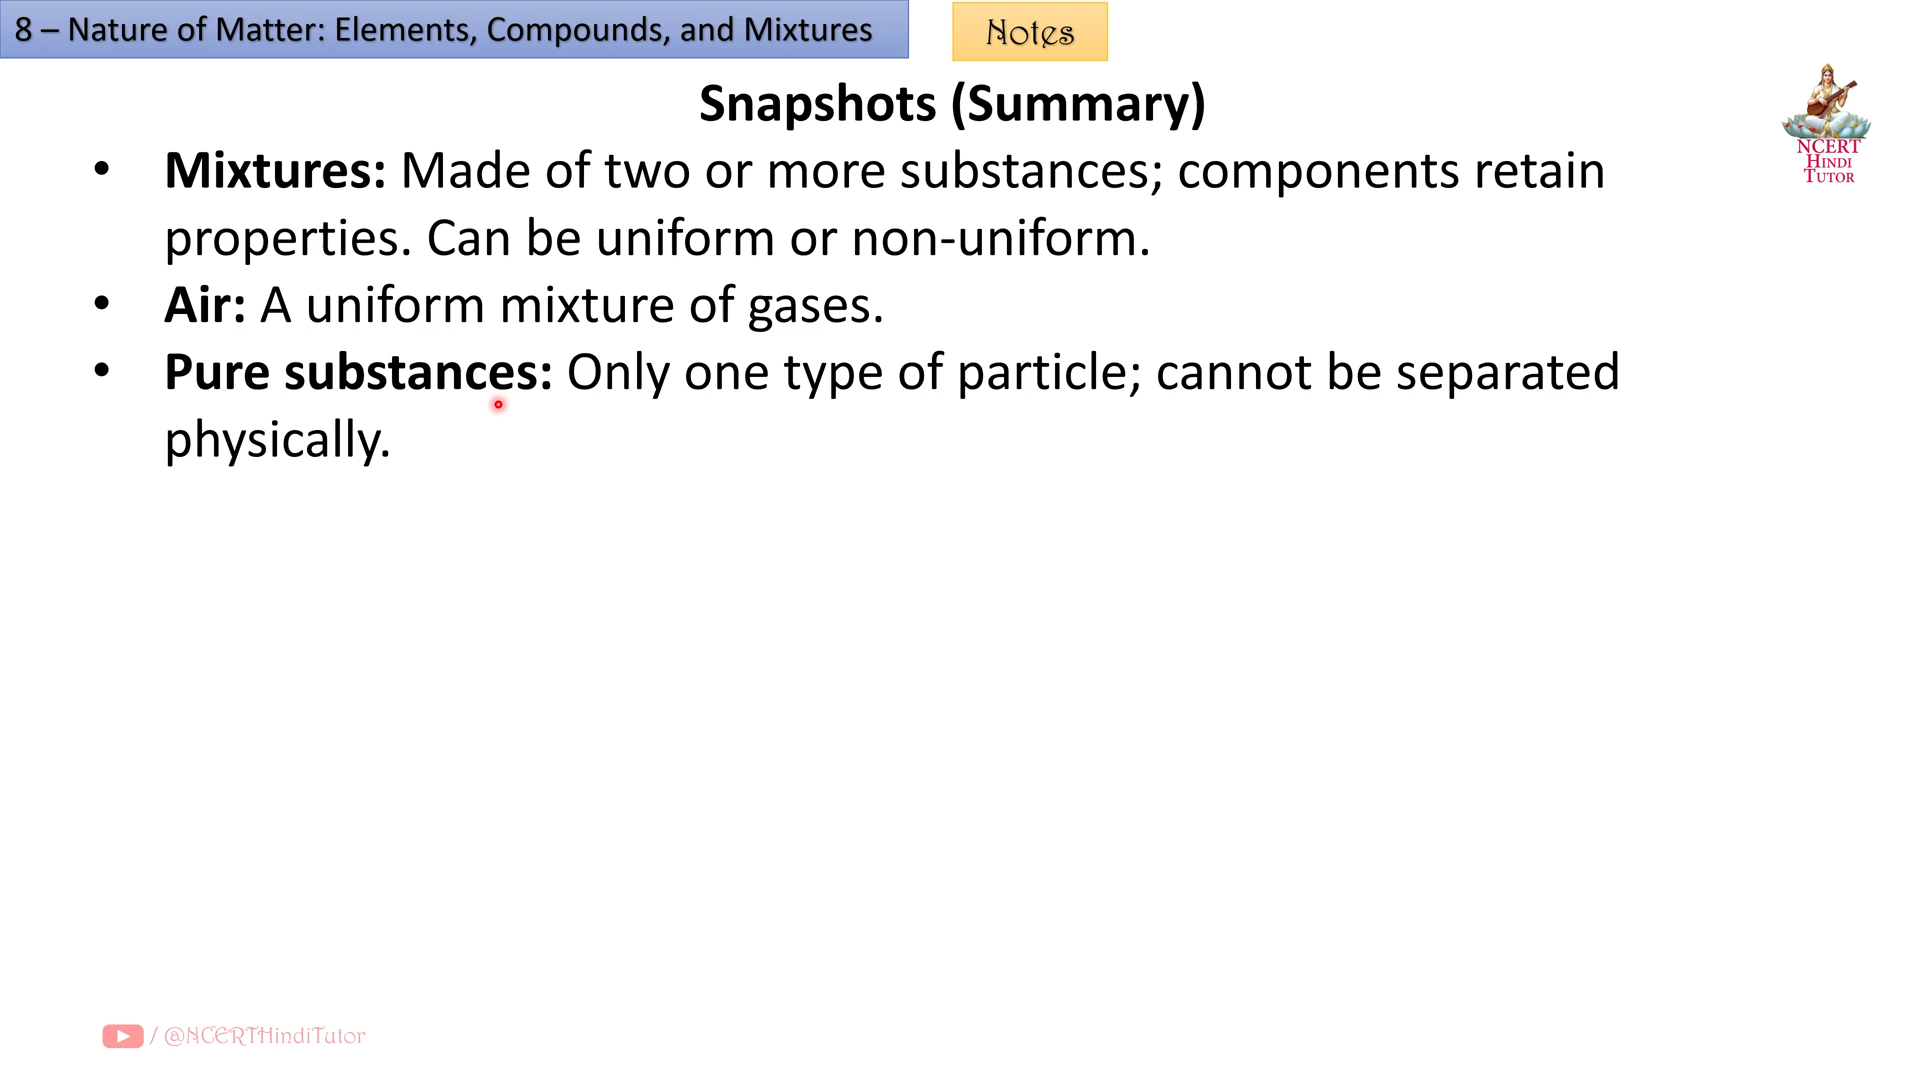 8 – Nature of Matter: Elements, Compounds, and Mixtures
Notes
Snapshots (Summary)
NCERT
HINDI
TUTOR
• Mixtures: Made of two or more substances; components retain
properties. Can be uniform or non-uniform.
• Air: A uniform mixture of gases.
• Pure substances: Only one type of particle; cannot be separated
physically.
/ @NCERTHindiTutor